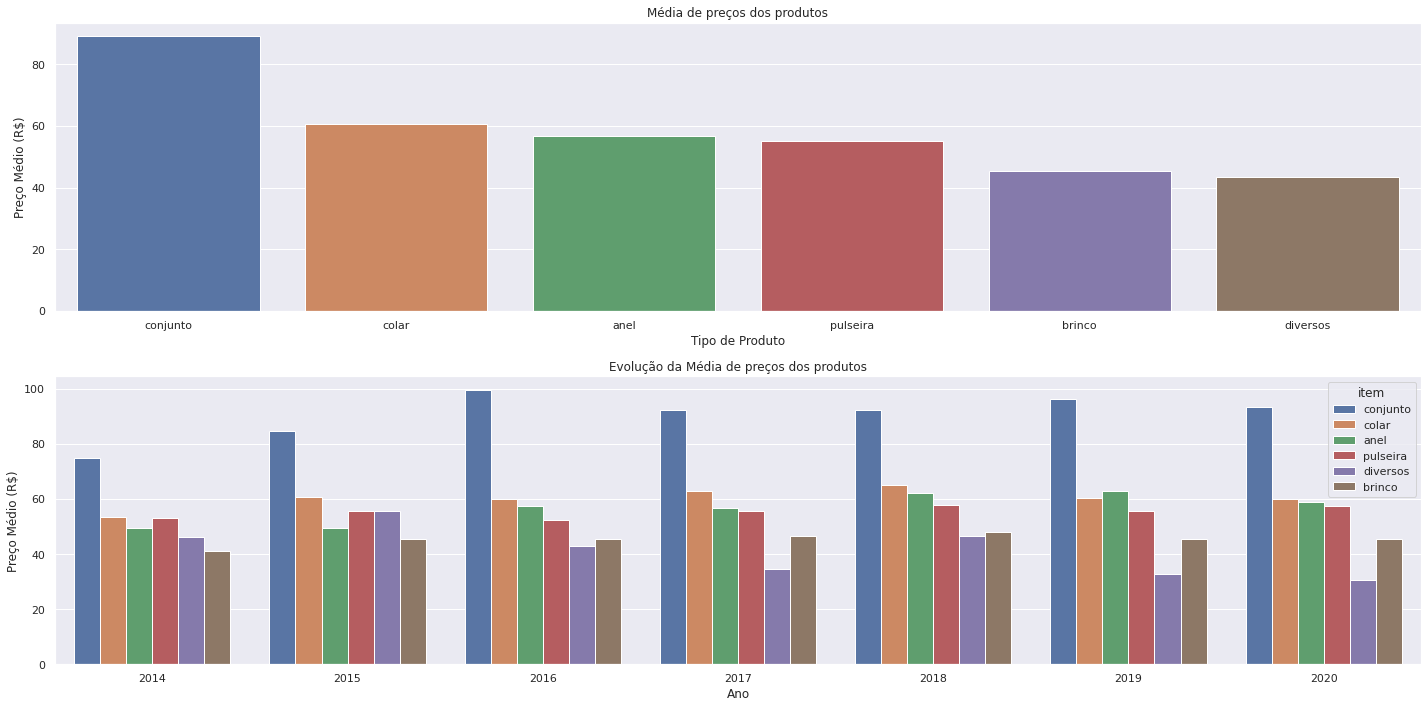 Média de preços dos produtos
Preço Médio (R$)
80
60
40
20
0
conjunto colar anel pulseira brinco diversos
Tipo de Produto
Evolução da Média de preços dos produtos
Preço Médio (R$)
100
80
60
40
20
0
item
conjunto
colar
anel
pulseira
diversos
brinco
2014 2015 2016 2017 2018 2019 2020
Ano